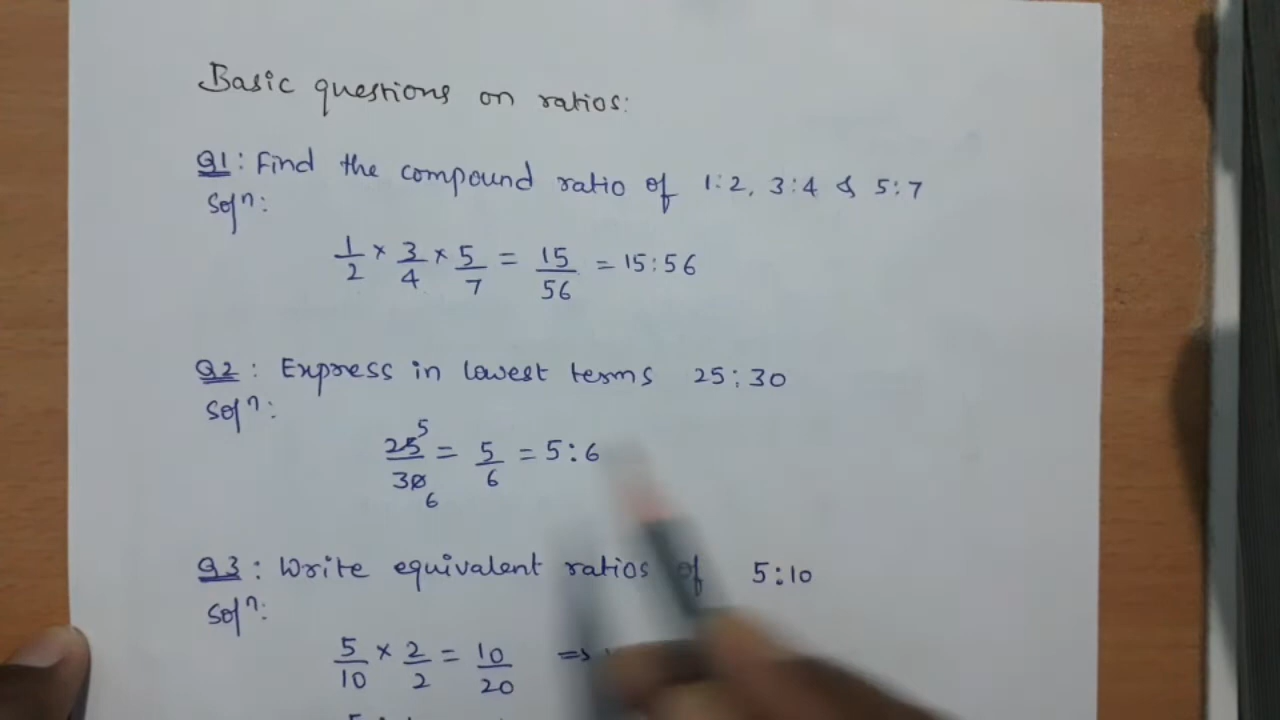 Basic questions on ratios:
Q1: Find the compound ratio of 1:2, 3:4 & 5:7
Solⁿ:
1/2 × 3/4 × 5/7 = 15/56 = 15:56
Q2: Express in lowest terms 25:30
Solⁿ:
25/30 5/6 = 5/6 = 5:6
Q3: Write equivalent ratios of 5:10
Solⁿ:
5/10 × 2/2 = 10/20 ⇒